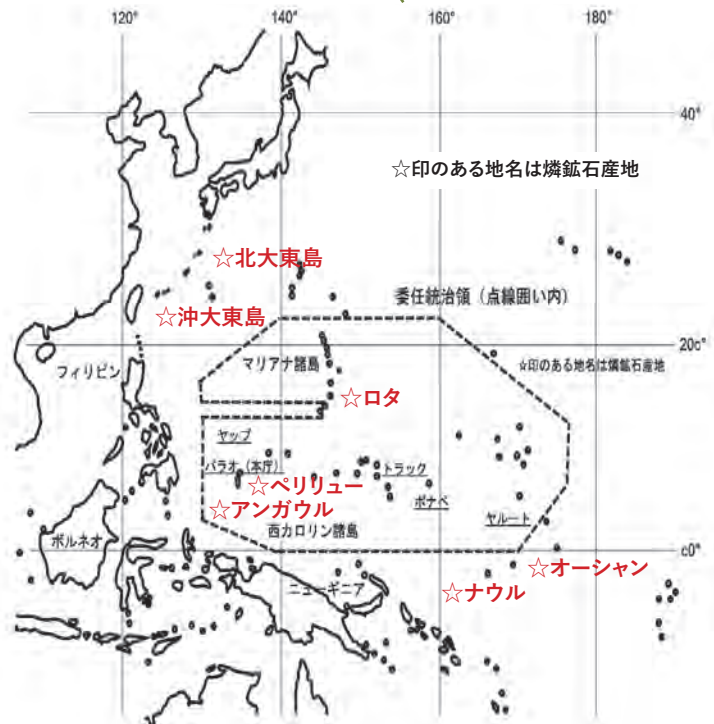 120° 140° 160° 180°
40°
☆印のある地名は燐鉱石産地
☆北大東島
委任統治領(点線囲い内)
☆沖大東島
20°
フィリピン
マリアナ諸島
☆印のある地名は燐鉱石産地
☆ロタ
ヤップ
パラオ(本庁)
トラック
☆ペリリュー
ポナペ
☆アンガウル
ヤルート
西カロリン諸島
ボルネオ
c0°
☆オーシャン
ニューギニア
☆ナウル